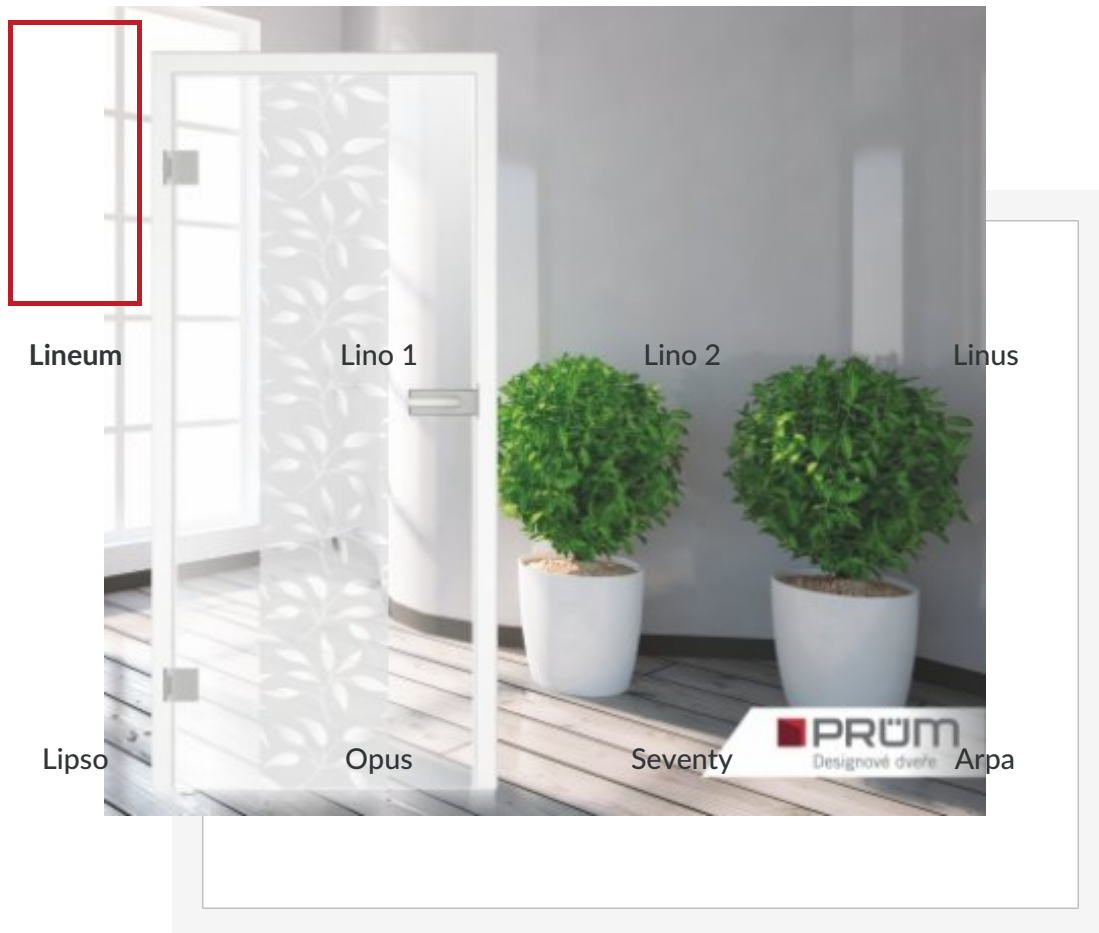 Lineum
Lino 1
Lino 2
Linus
PRÜM
Designové dveře
Lipso
Opus
Seventy
Arpa